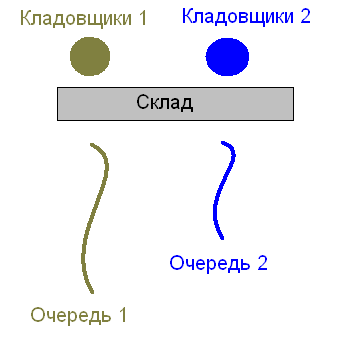 Кладовщики 1
Кладовщики 2
Склад
Очередь 2
Очередь 1